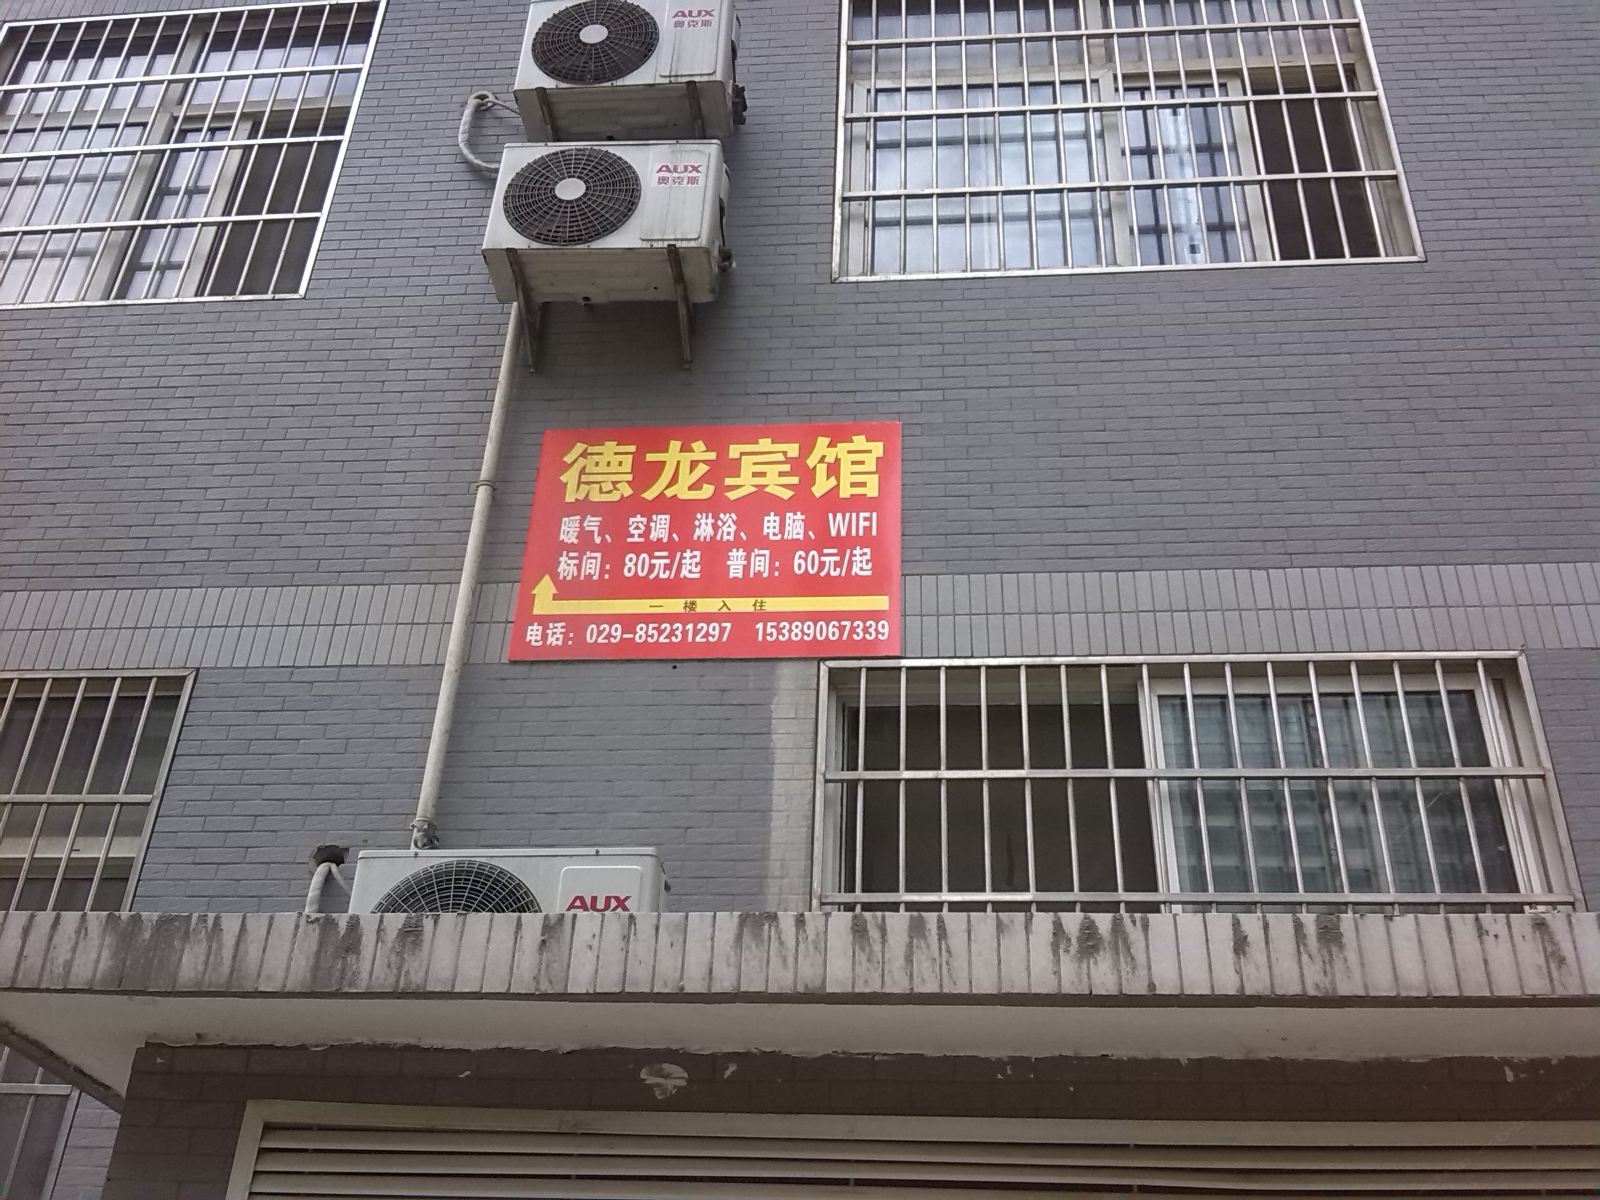 AUX
奥克斯
AUX
奥克斯
德龙宾馆
暖气、空调、淋浴、电脑、WIFI
标间：80元/起 普间：60元/起
一楼入住
电话：029-85231297 15389067339
AUX